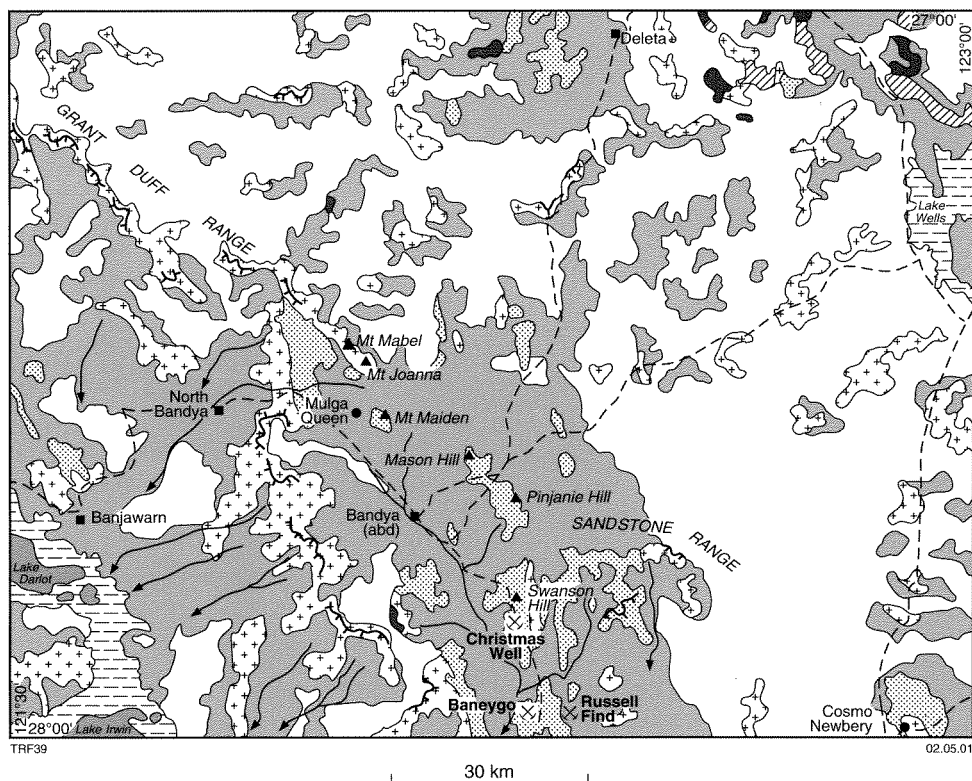 27°00'
123°00'
Deleta
GRANT
DUFF
RANGE
Lake
Wells
Mt Mabel
Mt Joanna
North
Bandya
Mulga
Queen
Mt Maiden
Mason Hill
Pinjanie Hill
Banjawarn
Bandya
(abd)
SANDSTONE
RANGE
Lake
Darlot
Swanson
Hill
Christmas
Well
121°30'
28°00'
Lake Irwin
Baneygo
Russell
Find
Cosmo
Newbery
TRF39
02.05.01
30 km